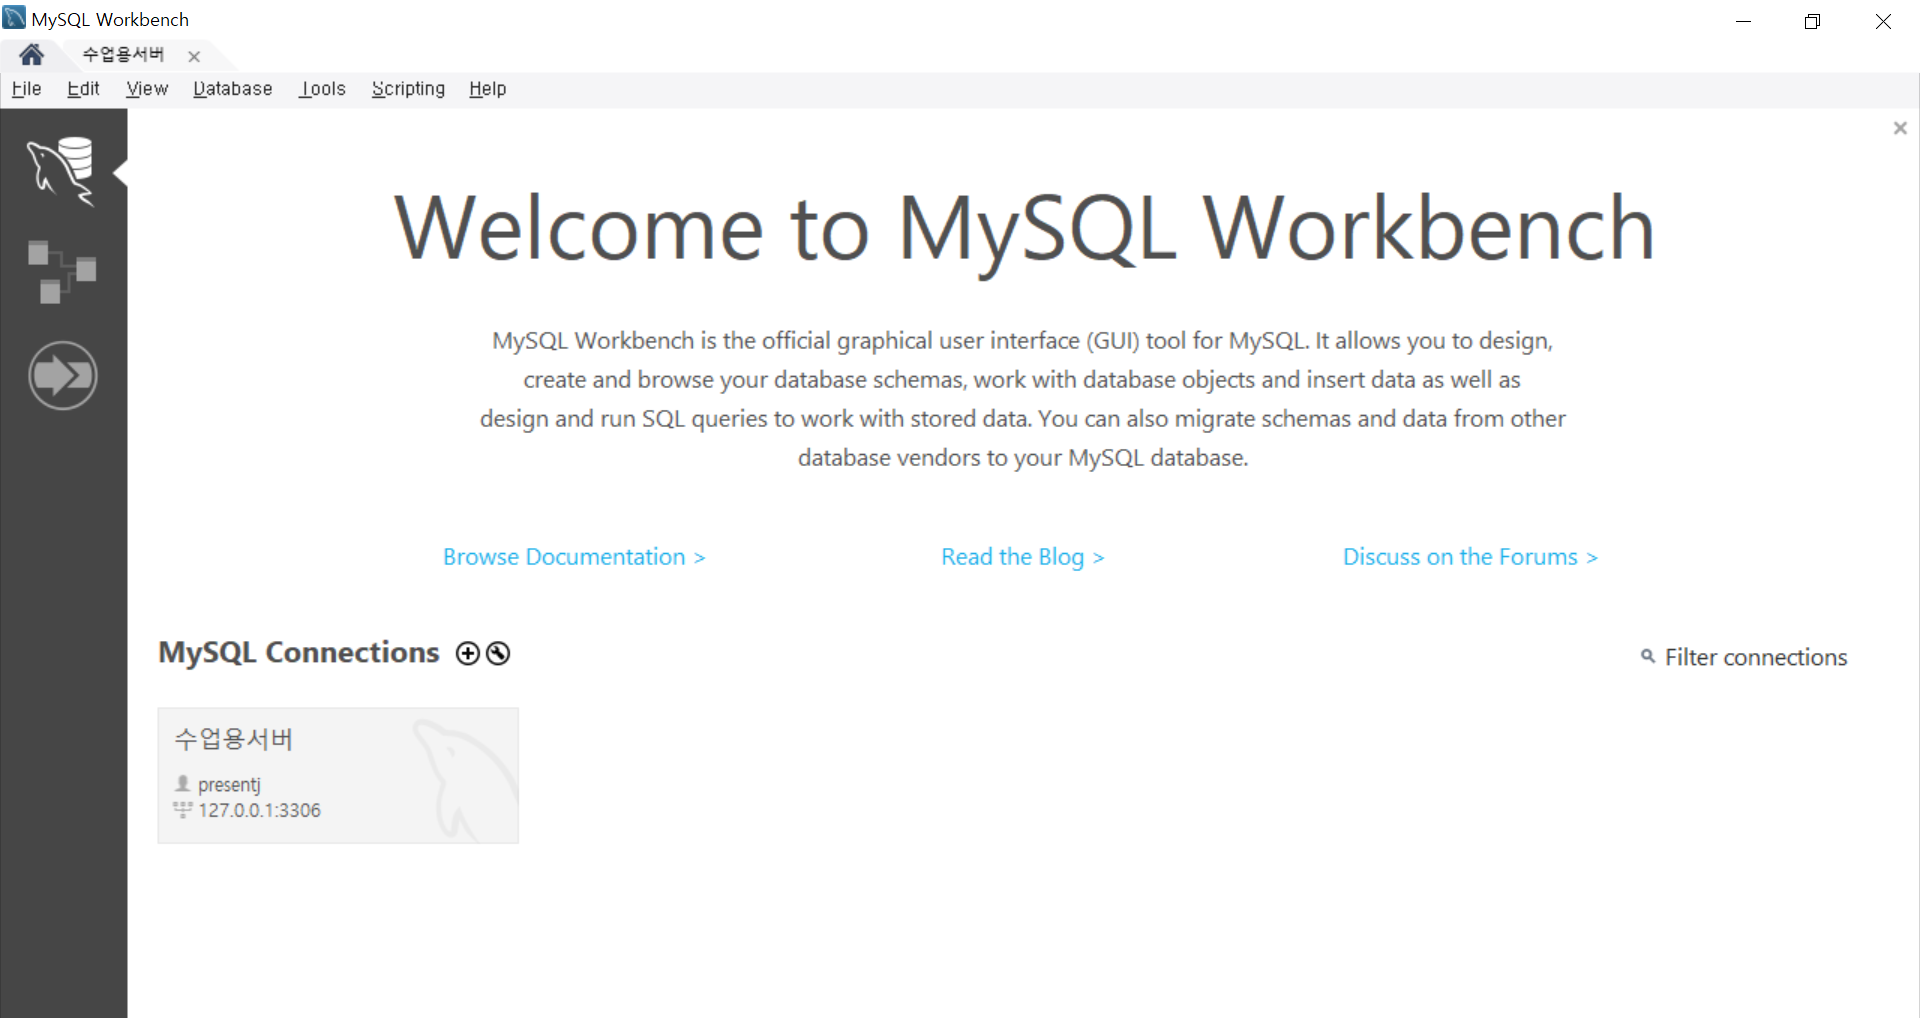 MySQL Workbench
수업용서버
File Edit View Database Tools Scripting Help
Welcome to MySQL Workbench
MySQL Workbench is the official graphical user interface (GUI) tool for MySQL. It allows you to design,
create and browse your database schemas, work with database objects and insert data as well as
design and run SQL queries to work with stored data. You can also migrate schemas and data from other
database vendors to your MySQL database.
Browse Documentation >
Read the Blog >
Discuss on the Forums >
MySQL Connections
Filter connections
수업용서버
presentj
127.0.0.1:3306